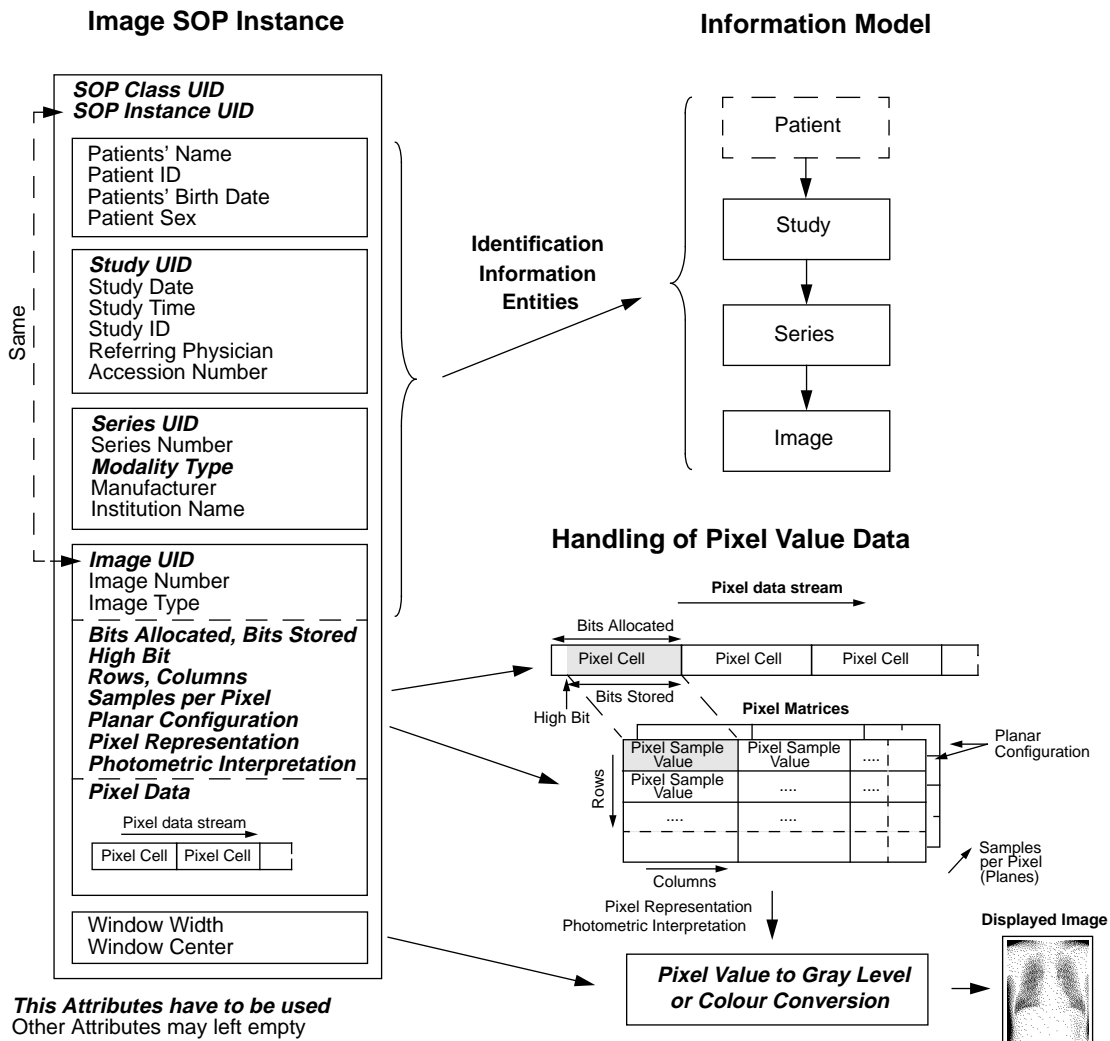 Image SOP Instance
SOP Class UID
SOP Instance UID
Patients’ Name
Patient ID
Patients’ Birth Date
Patient Sex
Study UID
Study Date
Study Time
Study ID
Referring Physician
Accession Number
Series UID
Series Number
Modality Type
Manufacturer
Institution Name
Image UID
Image Number
Image Type
Bits Allocated, Bits Stored
High Bit
Rows, Columns
Samples per Pixel
Planar Configuration
Pixel Representation
Photometric Interpretation
Pixel Data
Pixel data stream
Pixel Cell
Pixel Cell
Window Width
Window Center
Same
This Attributes have to be used
Other Attributes may left empty
Identification
Information
Entities
Information Model
Patient
Study
Series
Image
Handling of Pixel Value Data
Pixel data stream
Bits Allocated
Pixel Cell
Pixel Cell
Pixel Cell
Bits Stored
High Bit
Pixel Matrices
Pixel Sample
Value
Pixel Sample
Value
....
Pixel Sample
Value
....
....
....
....
Rows
Columns
Planar
Configuration
Samples
per Pixel
(Planes)
Pixel Representation
Photometric Interpretation
Pixel Value to Gray Level
or Colour Conversion
Displayed Image